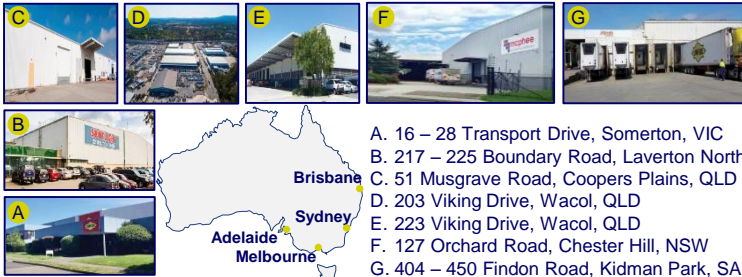 C
D
E
F
mcphee
G
B
A
Brisbane
Sydney
Adelaide
Melbourne
A. 16 – 28 Transport Drive, Somerton, VIC
B. 217 – 225 Boundary Road, Laverton North
C. 51 Musgrave Road, Coopers Plains, QLD
D. 203 Viking Drive, Wacol, QLD
E. 223 Viking Drive, Wacol, QLD
F. 127 Orchard Road, Chester Hill, NSW
G. 404 – 450 Findon Road, Kidman Park, SA